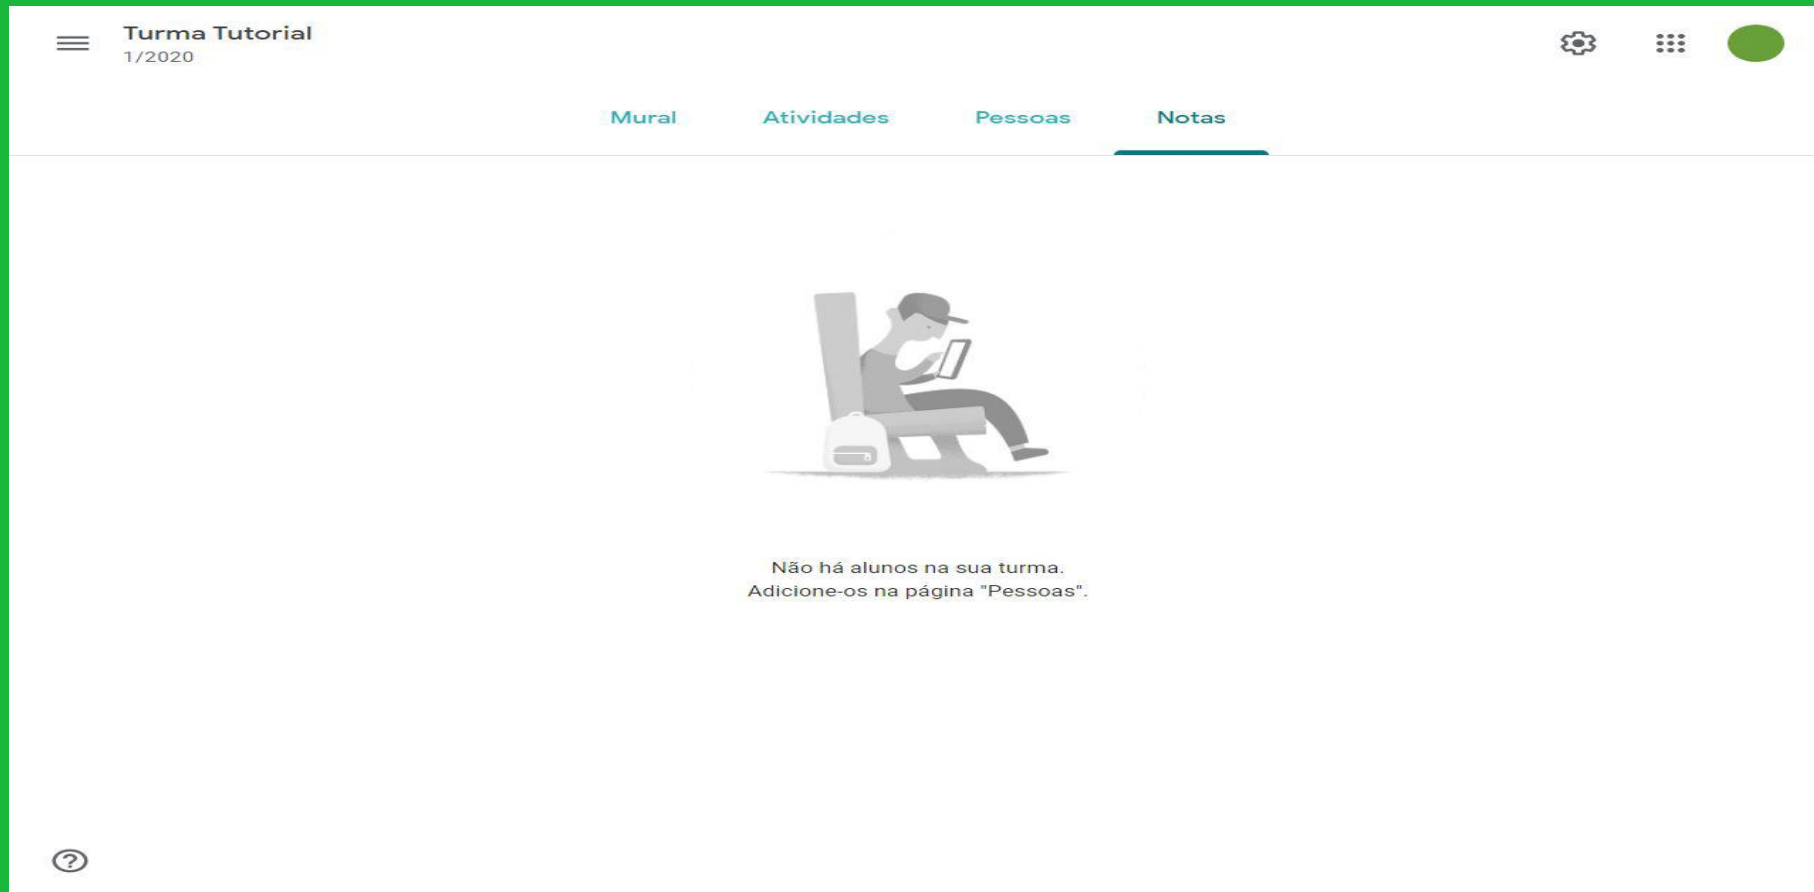 Turma Tutorial
1/2020
Mural Atividades Pessoas Notas
Não há alunos na sua turma.
Adicione-os na página "Pessoas".